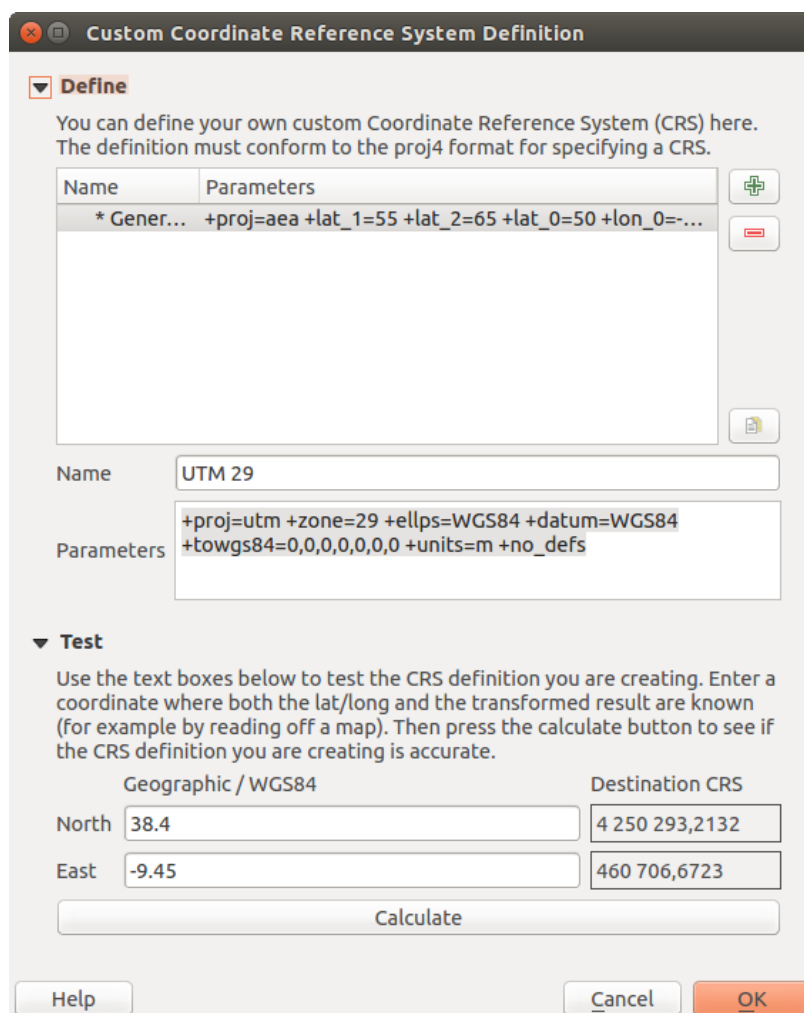 Custom Coordinate Reference System Definition
Define
You can define your own custom Coordinate Reference System (CRS) here.
The definition must conform to the proj4 format for specifying a CRS.
Name Parameters
* Gener... +proj=aea +lat_1=55 +lat_2=65 +lat_0=50 +lon_0=-...
Name UTM 29
+proj=utm +zone=29 +ellps=WGS84 +datum=WGS84
Parameters +towgs84=0,0,0,0,0,0,0 +units=m +no_defs
Test
Use the text boxes below to test the CRS definition you are creating. Enter a
coordinate where both the lat/long and the transformed result are known
(for example by reading off a map). Then press the calculate button to see if
the CRS definition you are creating is accurate.
Geographic / WGS84 Destination CRS
North 38.4 4 250 293,2132
East -9.45 460 706,6723
Calculate
Help Cancel OK